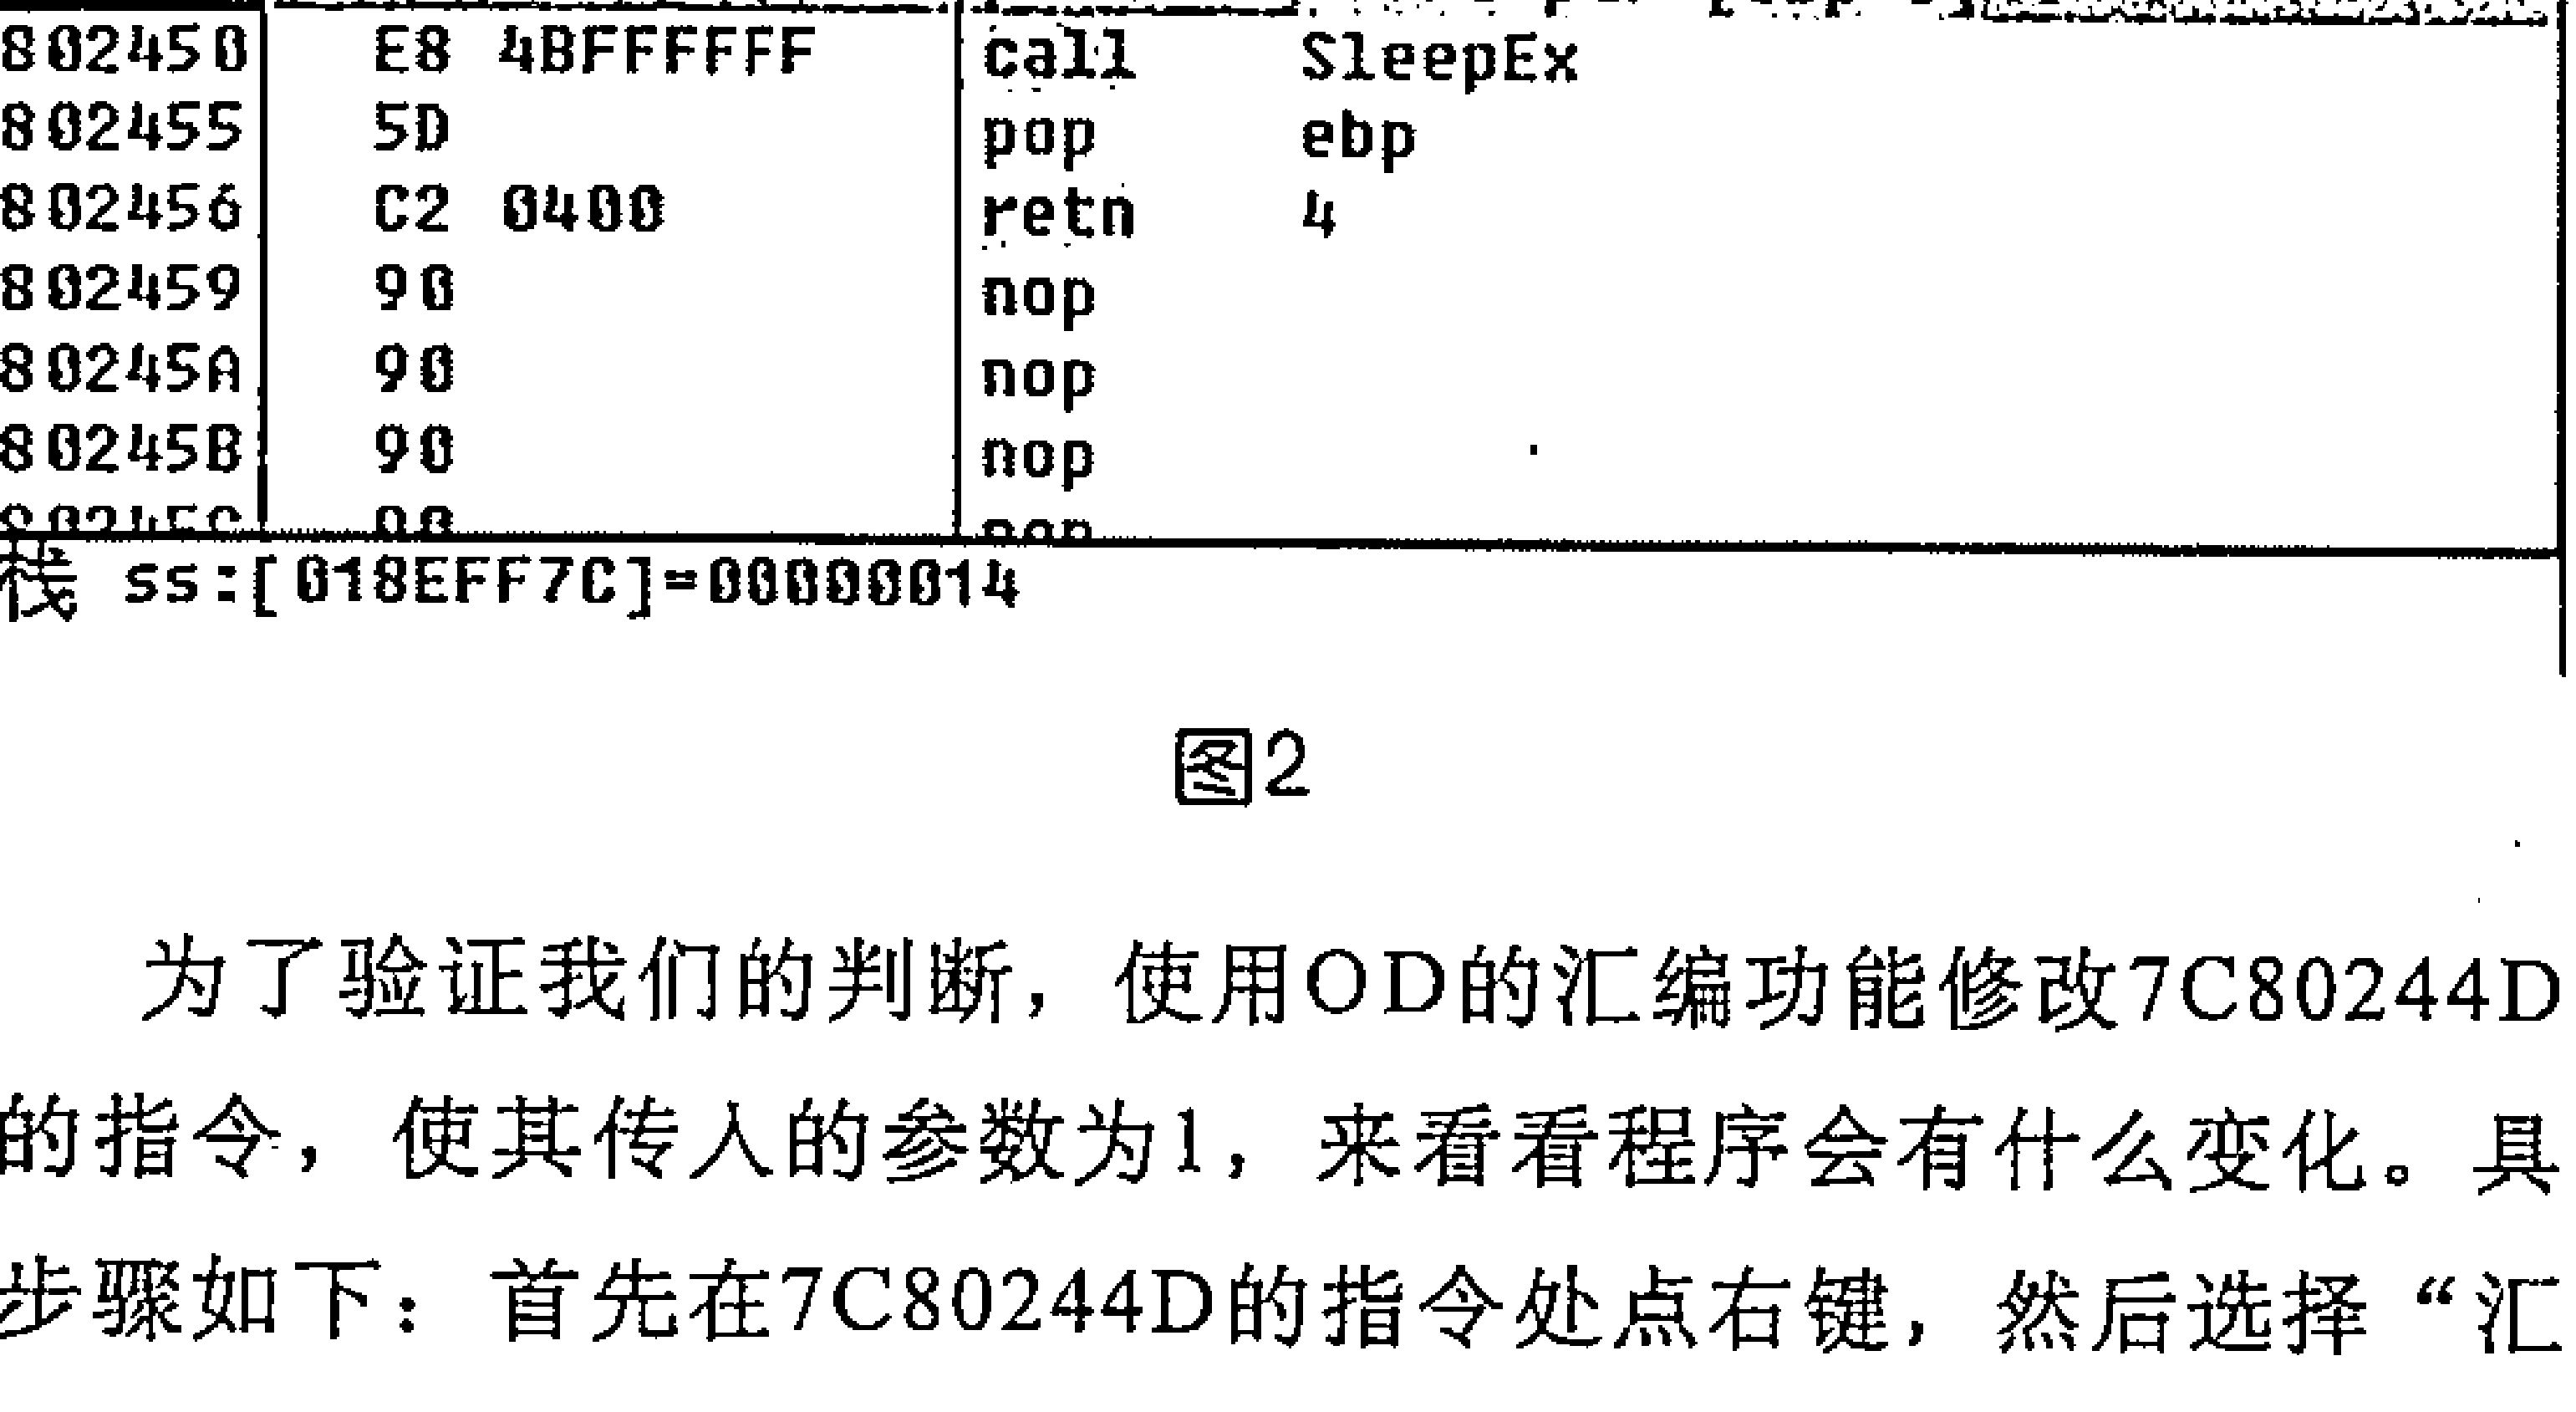 802450 E8 4BFFFFFF call SleepEx
802455 5D pop ebp
802456 C2 0400 retn 4
802459 90 nop
80245A 90 nop
80245B 90 nop
80245C 90 nop
栈 ss:[018EFF7C]=00000014
图2
为了验证我们的判断，使用OD的汇编功能修改7C80244D
的指令，使其传入的参数为1，来看看程序会有什么变化。具
步骤如下：首先在7C80244D的指令处点右键，然后选择“汇